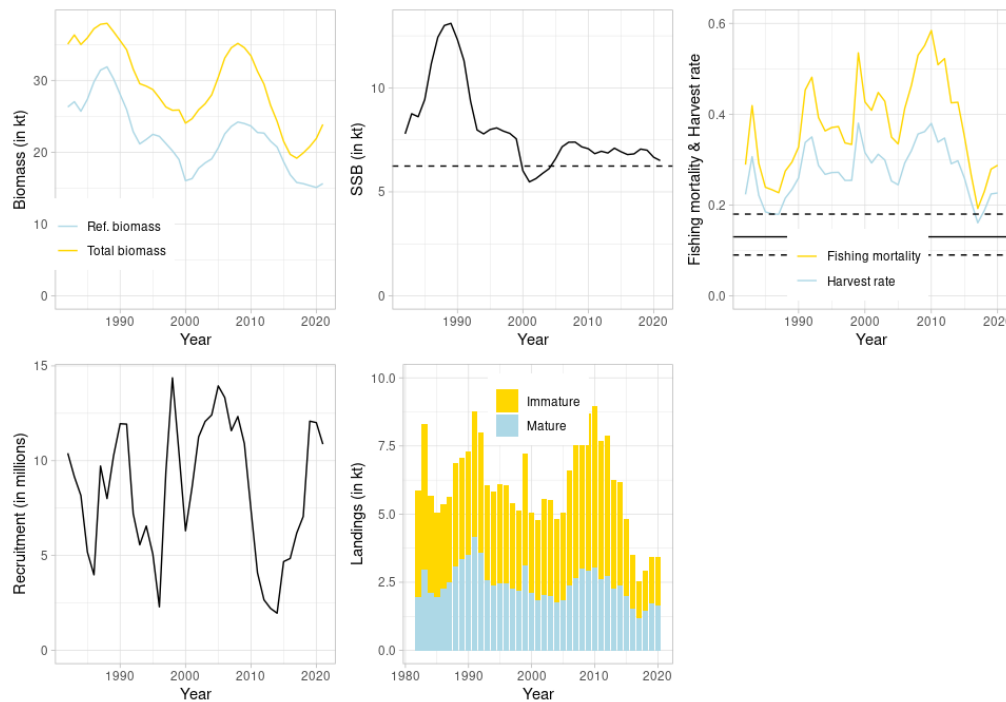 Biomass (in kt)
30
20
10
0
Ref. biomass
Total biomass
1990
2000
2010
2020
Year
SSB (in kt)
10
5
0
1990
2000
2010
2020
Year
Fishing mortality & Harvest rate
0.6
0.4
0.2
0.0
Fishing mortality
Harvest rate
1990
2000
2010
2020
Year
Recruitment (in millions)
15
10
5
0
1990
2000
2010
2020
Year
Landings (in kt)
10.0
7.5
5.0
2.5
0.0
Immature
Mature
1980
1990
2000
2010
2020
Year